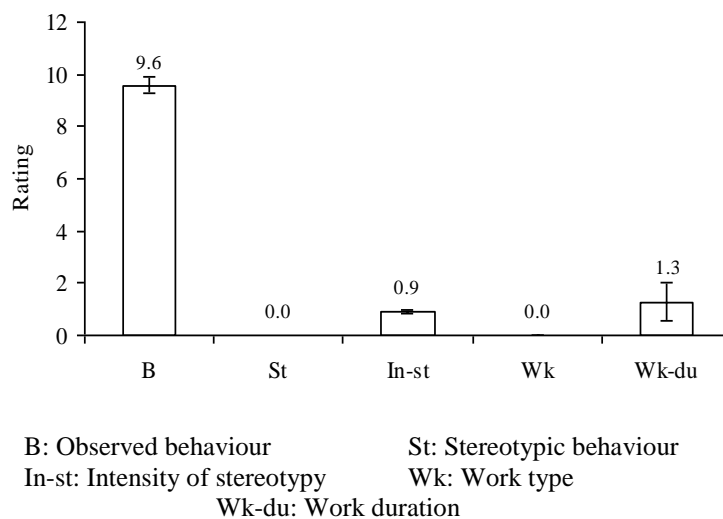 12
10
8
6
4
2
0
Rating
9.6
0.0
0.9
0.0
1.3
B St In-st Wk Wk-du
B: Observed behaviour St: Stereotypic behaviour
In-st: Intensity of stereotypy Wk: Work type
Wk-du: Work duration